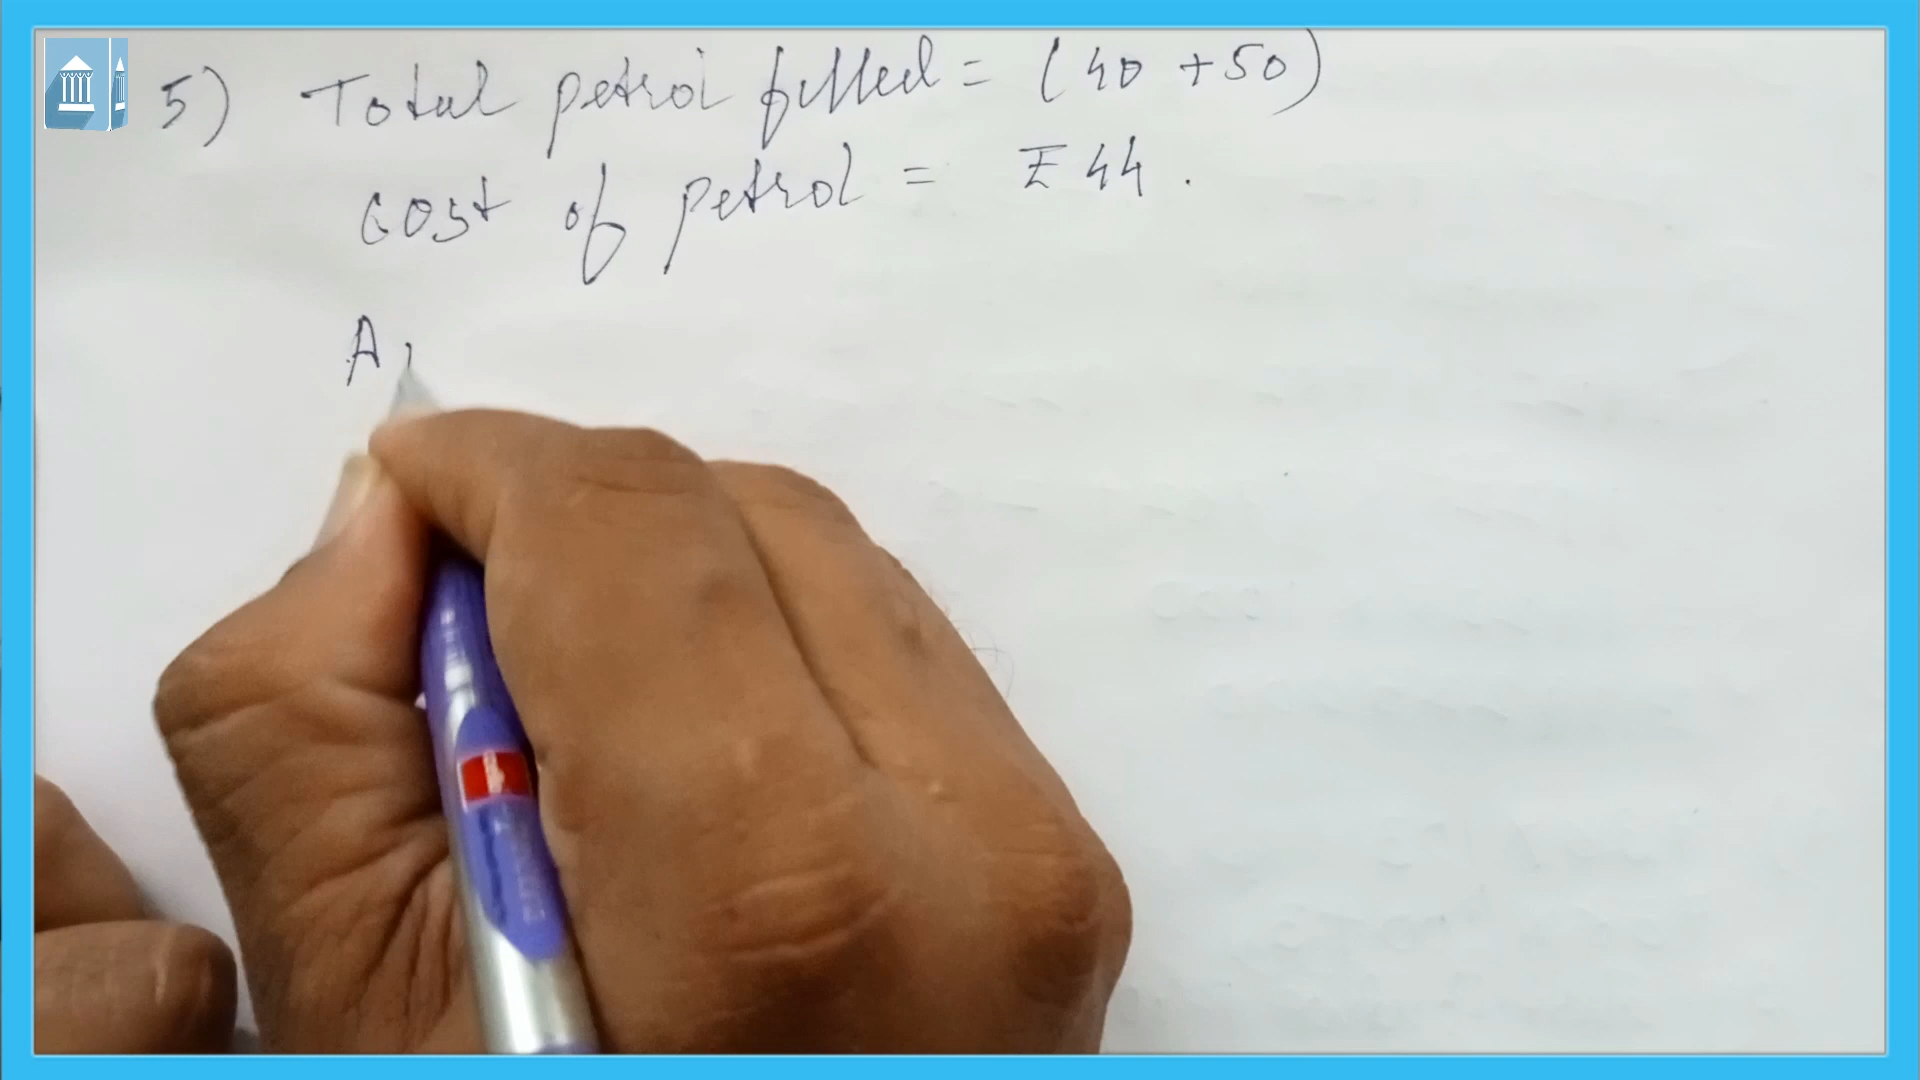 5) Total petrol filled = (40 + 50)
Cost of petrol = ₹ 44 .
A